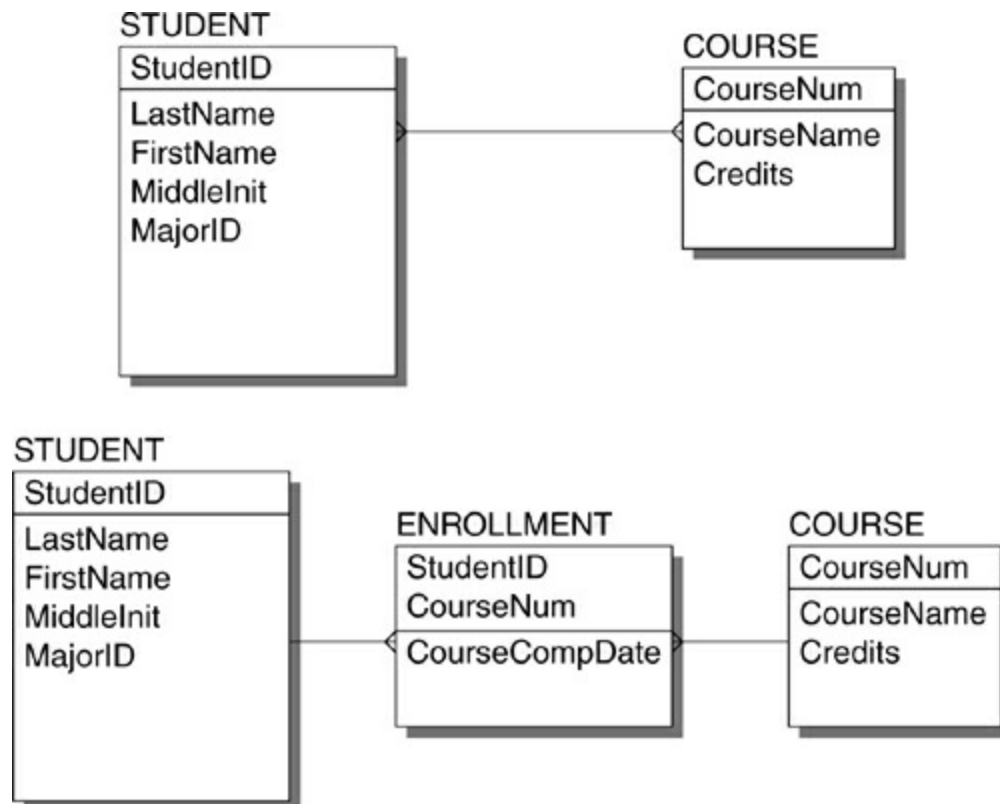 STUDENT
StudentID
LastName
FirstName
MiddleInit
MajorID
COURSE
CourseNum
CourseName
Credits
STUDENT
StudentID
LastName
FirstName
MiddleInit
MajorID
ENROLLMENT
StudentID
CourseNum
CourseCompDate
COURSE
CourseNum
CourseName
Credits